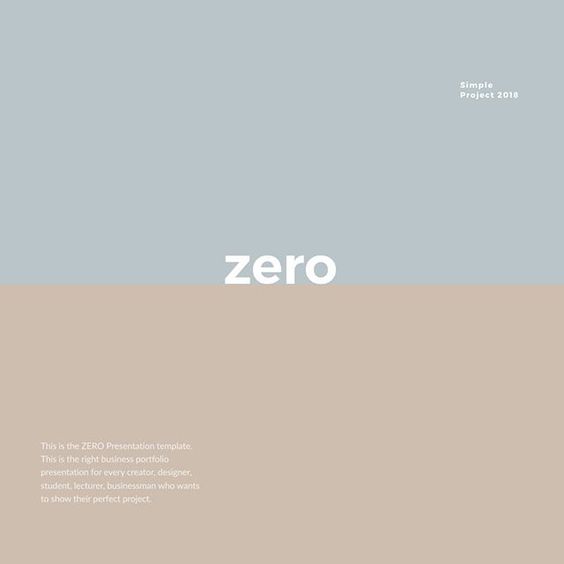 Simple
Project 2018
zero
This is the ZERO Presentation template.
This is the right business portfolio
presentation for every creator, designer,
student, lecturer, businessman who wants
to show their perfect project.